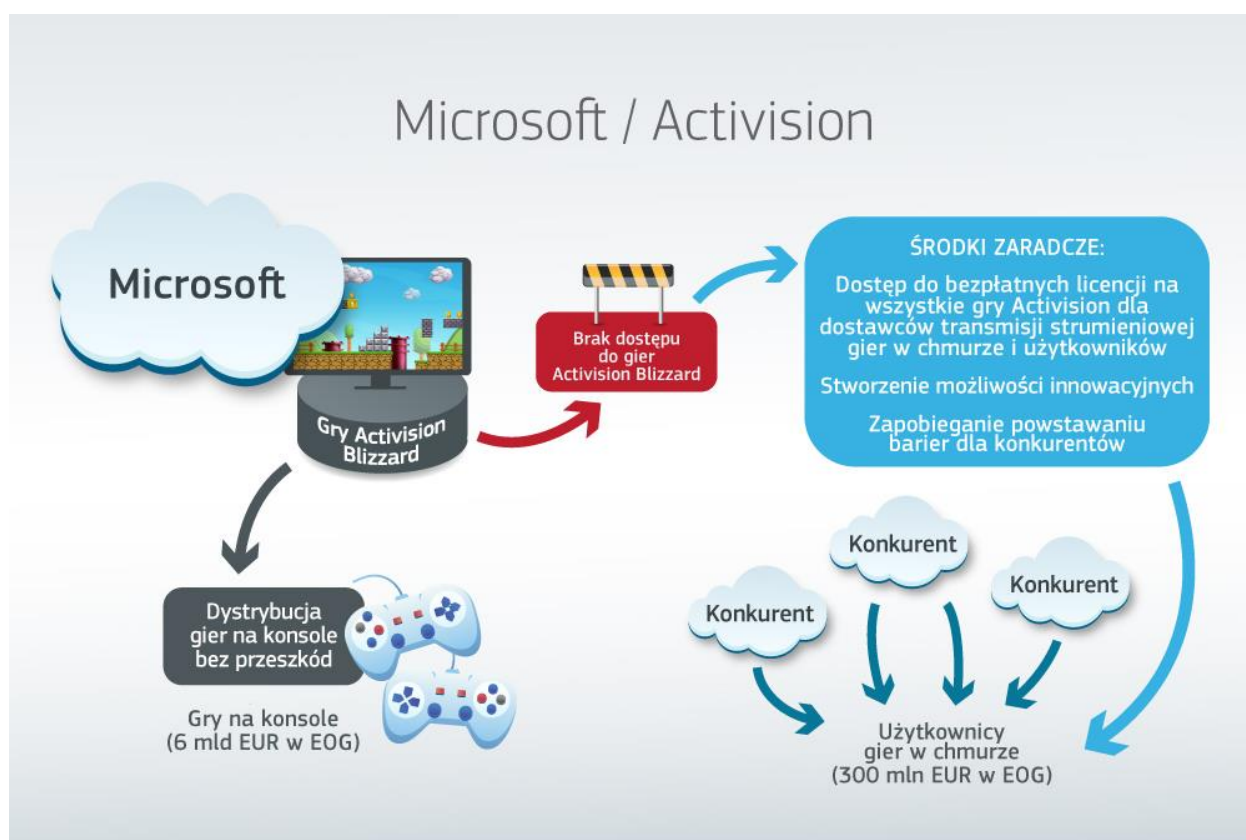 Microsoft / Activision
Microsoft
Gry Activision
Blizzard
Brak dostępu
do gier
Activision Blizzard
ŚRODKI ZARADCZE:
Dostęp do bezpłatnych licencji na
wszystkie gry Activision dla
dostawców transmisji strumieniowej
gier w chmurze i użytkowników
Stworzenie możliwości innowacyjnych
Zapobieganie powstawaniu
barier dla konkurentów
Dystrybucja
gier na konsole
bez przeszkód
Gry na konsole
(6 mld EUR w EOG)
Konkurent
Konkurent
Konkurent
Użytkownicy
gier w chmurze
(300 mln EUR w EOG)